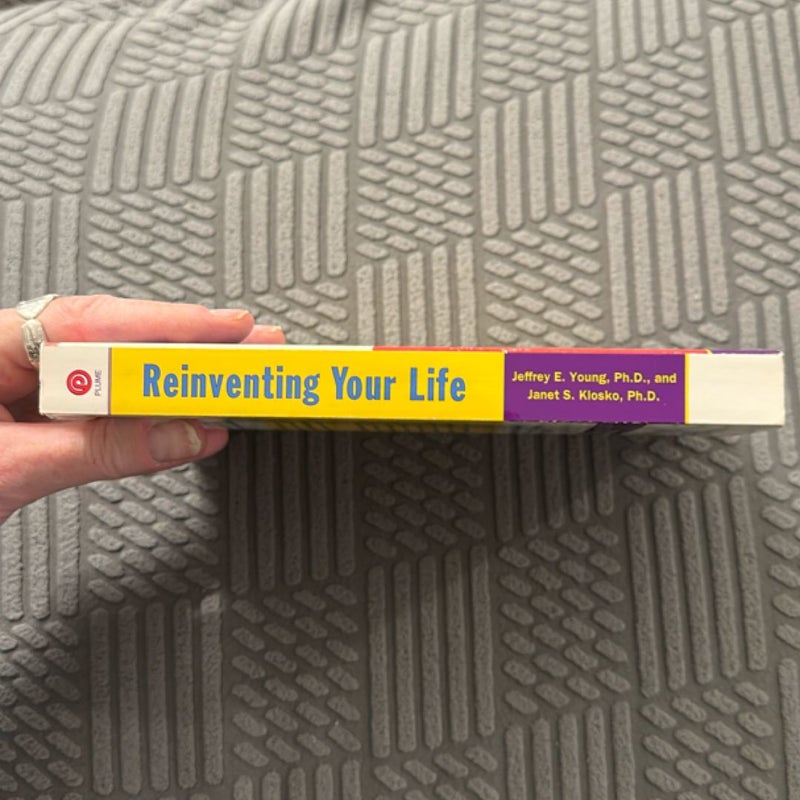 PLUME
Reinventing Your Life
Jeffrey E. Young, Ph.D., and
Janet S. Klosko, Ph.D.